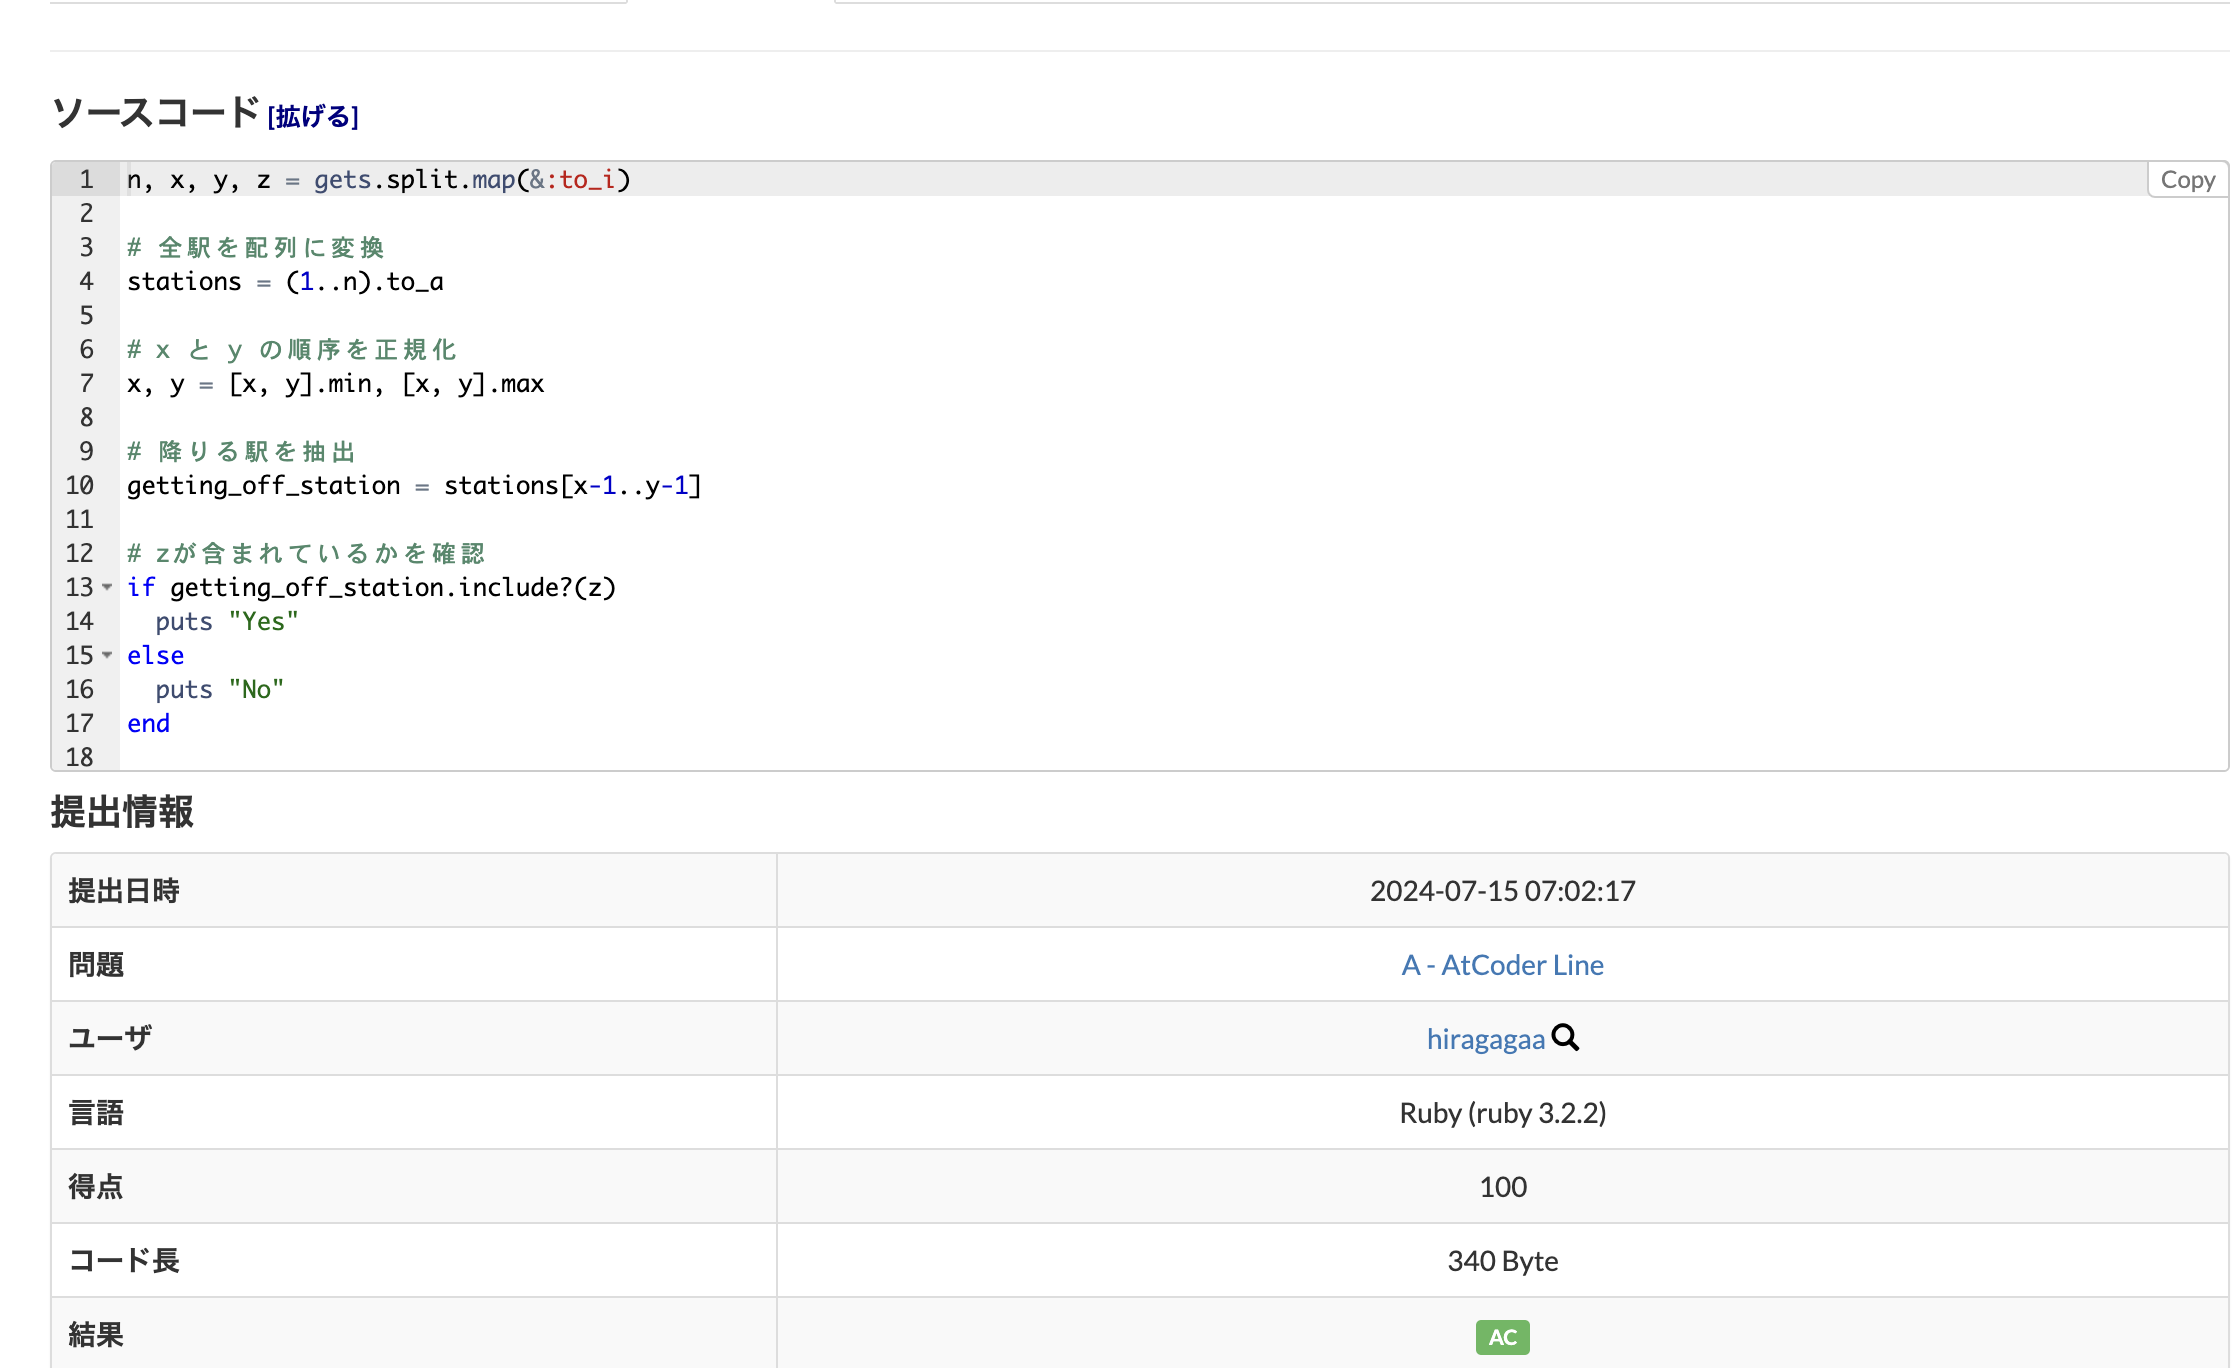 ソースコード [拡げる]
Copy
1 n, x, y, z = gets.split.map(&:to_i)
2
3 # 全駅を配列に変換
4 stations = (1..n).to_a
5
6 # x と y の順序を正規化
7 x, y = [x, y].min, [x, y].max
8
9 # 降りる駅を抽出
10 getting_off_station = stations[x-1..y-1]
11
12 # zが含まれているかを確認
13 if getting_off_station.include?(z)
14   puts "Yes"
15 else
16   puts "No"
17 end
18
提出情報
提出日時 2024-07-15 07:02:17
問題 A - AtCoder Line
ユーザ hiragagaa
言語 Ruby (ruby 3.2.2)
得点 100
コード長 340 Byte
結果 AC